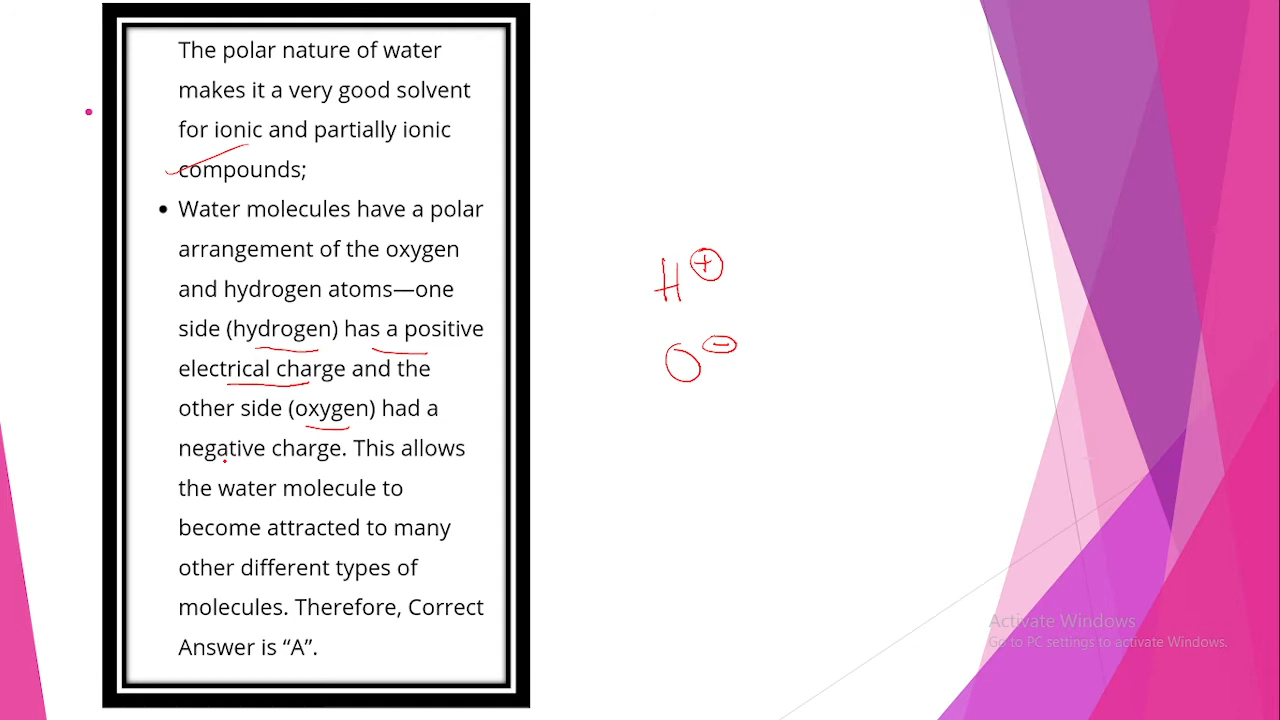 The polar nature of water
makes it a very good solvent
for ionic and partially ionic
compounds;
• Water molecules have a polar
arrangement of the oxygen
and hydrogen atoms—one
side (hydrogen) has a positive
electrical charge and the
other side (oxygen) had a
negative charge. This allows
the water molecule to
become attracted to many
other different types of
molecules. Therefore, Correct
Answer is “A”.
H +
O -
Activate Windows
Go to PC settings to activate Windows.